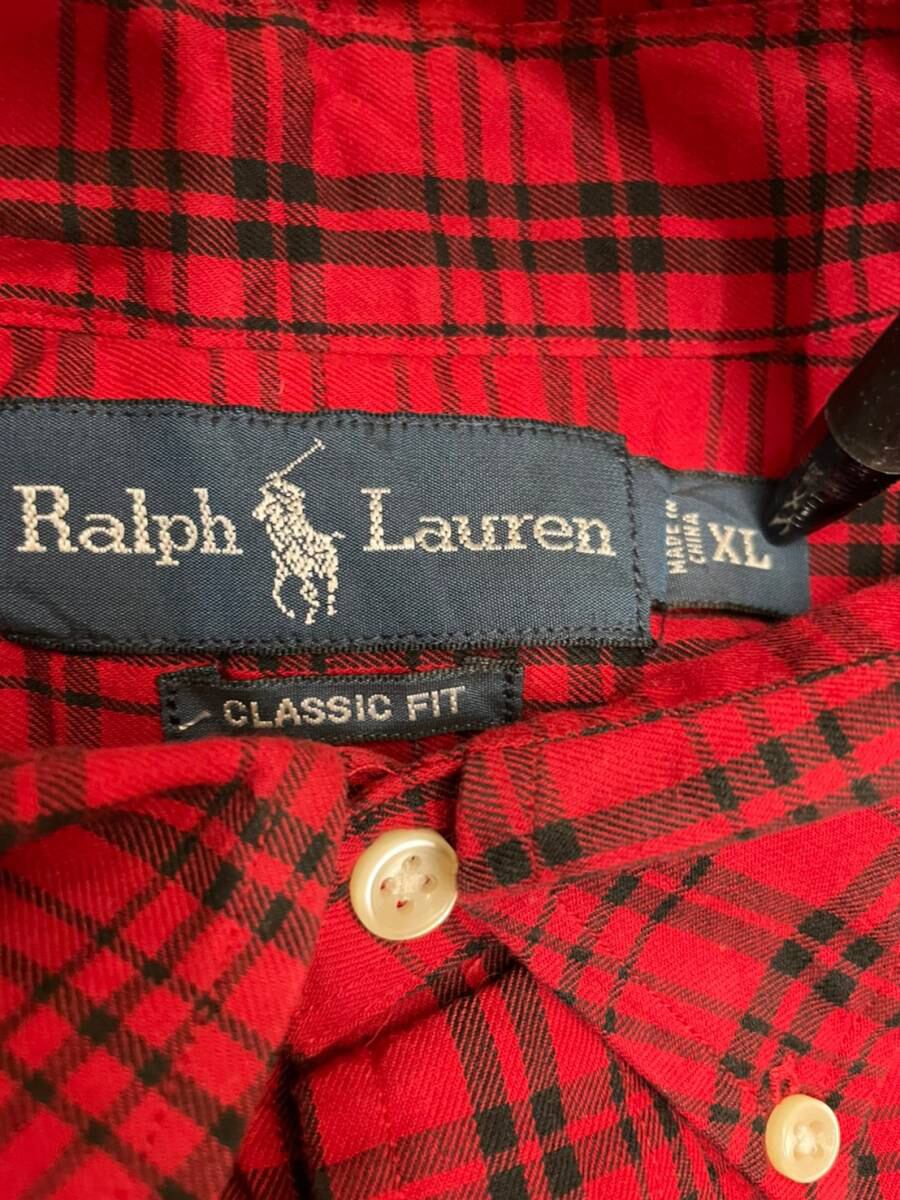 Ralph Lauren
MADE IN
CHINA
XL
CLASSIC FIT